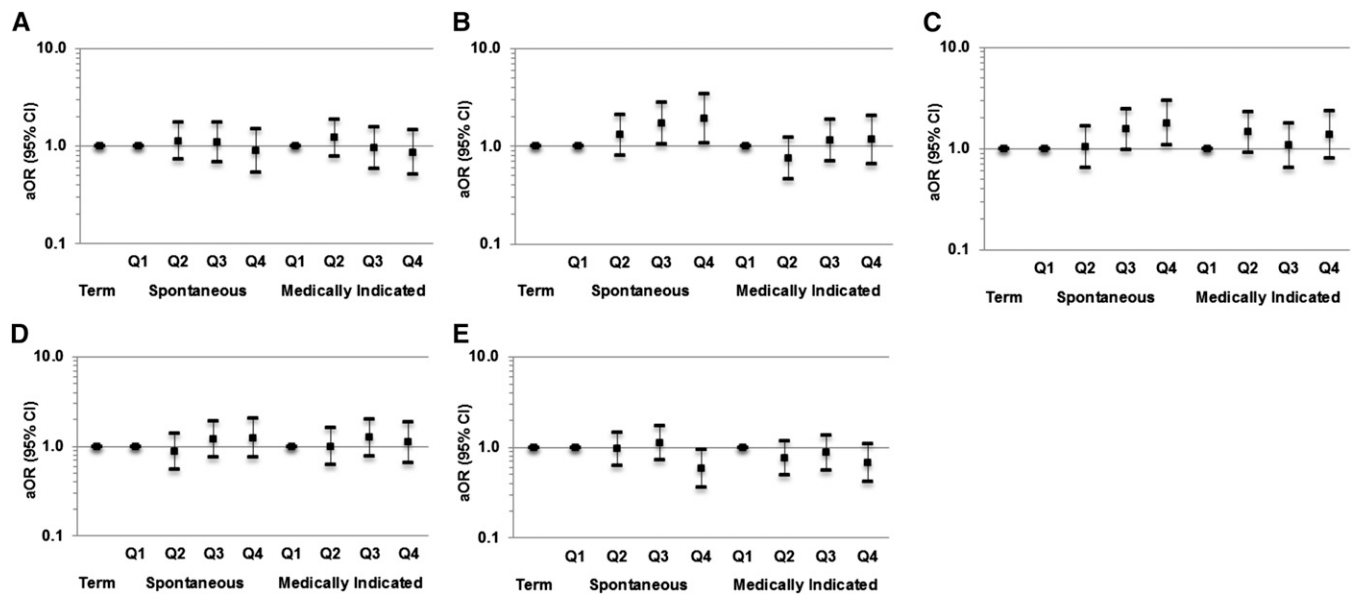 A
10.0
1.0
0.1
aOR (95% CI)
Q1 Q2 Q3 Q4 Q1 Q2 Q3 Q4
Term Spontaneous Medically Indicated
B
10.0
1.0
0.1
aOR (95% CI)
Q1 Q2 Q3 Q4 Q1 Q2 Q3 Q4
Term Spontaneous Medically Indicated
C
10.0
1.0
0.1
aOR (95% CI)
Q1 Q2 Q3 Q4 Q1 Q2 Q3 Q4
Term Spontaneous Medically Indicated
D
10.0
1.0
0.1
aOR (95% CI)
Q1 Q2 Q3 Q4 Q1 Q2 Q3 Q4
Term Spontaneous Medically Indicated
E
10.0
1.0
0.1
aOR (95% CI)
Q1 Q2 Q3 Q4 Q1 Q2 Q3 Q4
Term Spontaneous Medically Indicated